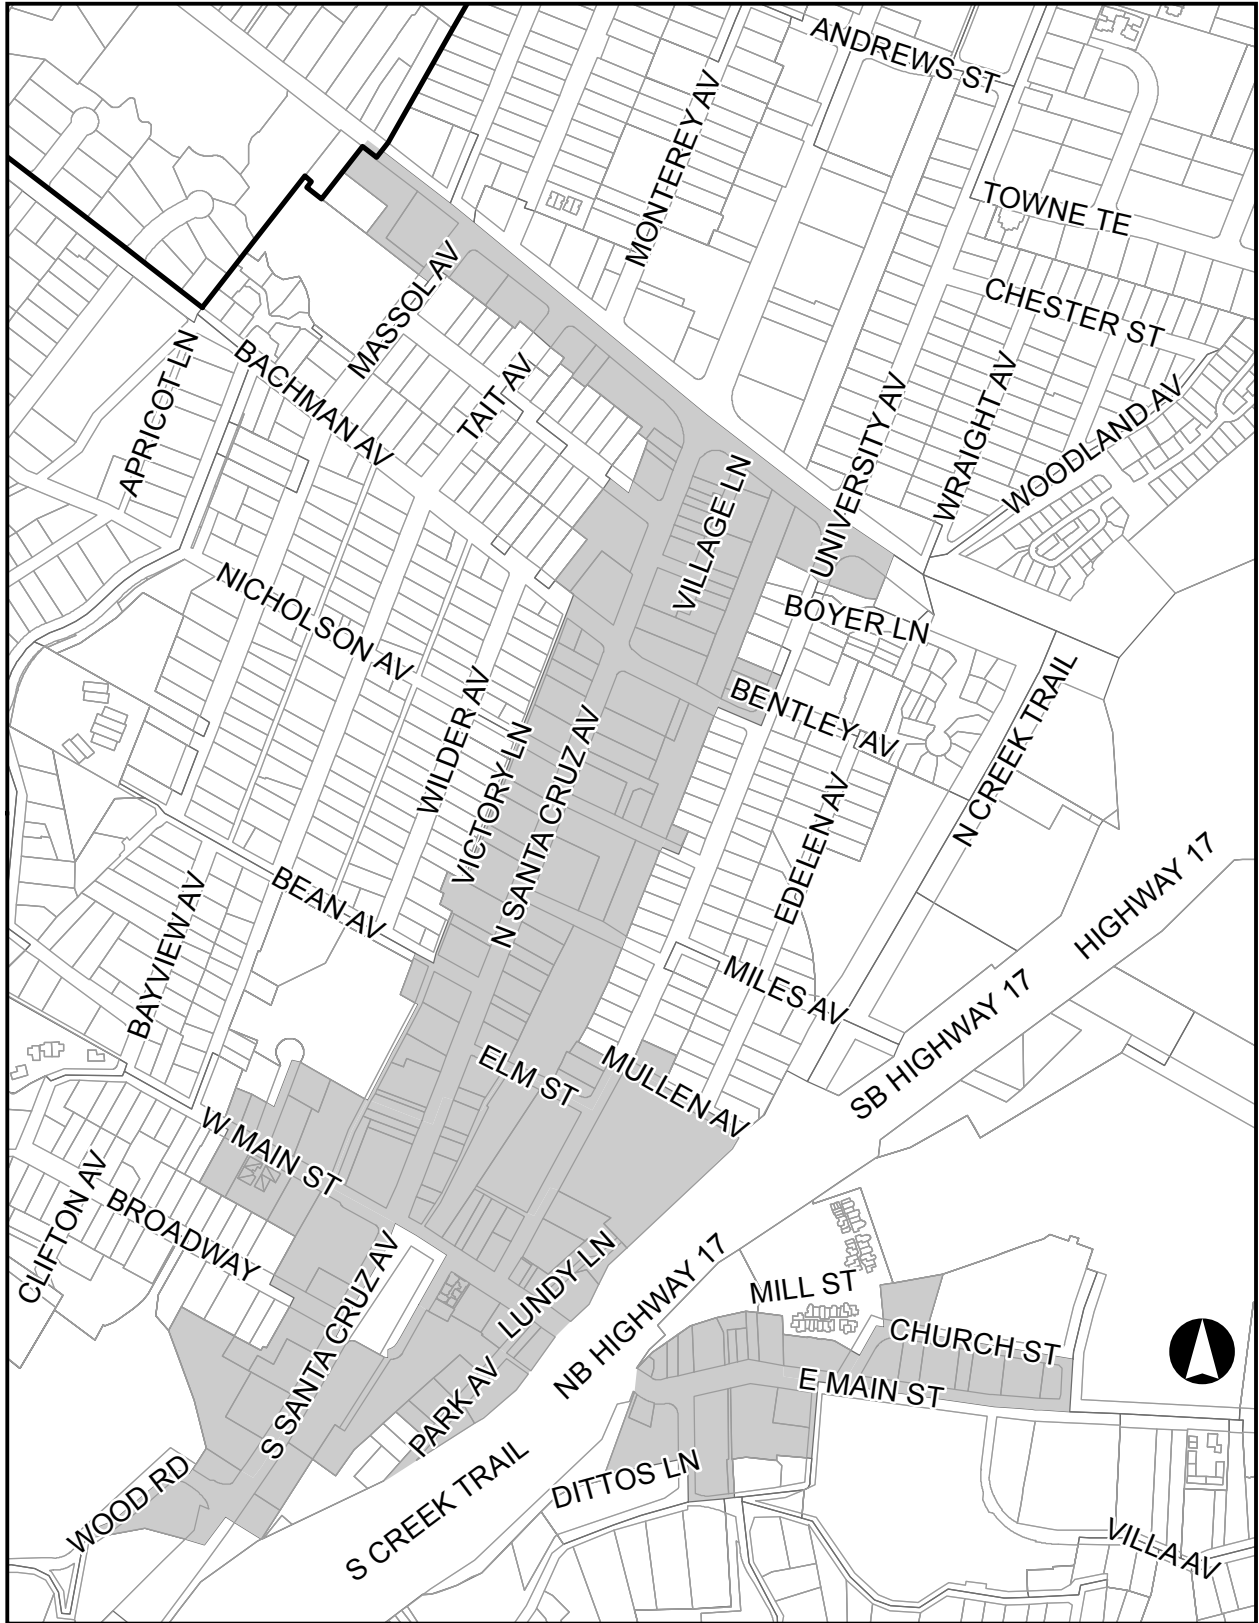 ANDREWS ST
MONTEREY AV
TOWNE TE
MASSOL AV
CHESTER ST
APRICOT LN
BACHMAN AV
TAIT AV
UNIVERSITY AV
WRAIGHT AV
WOODLAND AV
VILLAGE LN
NICHOLSON AV
BOYER LN
WILDER AV
VICTORY LN
N SANTA CRUZ AV
BENTLEY AV
N CREEK TRAIL
EDELEN AV
BAYVIEW AV
BEAN AV
HIGHWAY 17
MILES AV
SB HIGHWAY 17
ELM ST
MULLEN AV
W MAIN ST
CLIFTON AV
BROADWAY
LUNDY LN
S SANTA CRUZ AV
NB HIGHWAY 17
MILL ST
CHURCH ST
E MAIN ST
PARK AV
WOOD RD
DITTOS LN
S CREEK TRAIL
VILLA AV